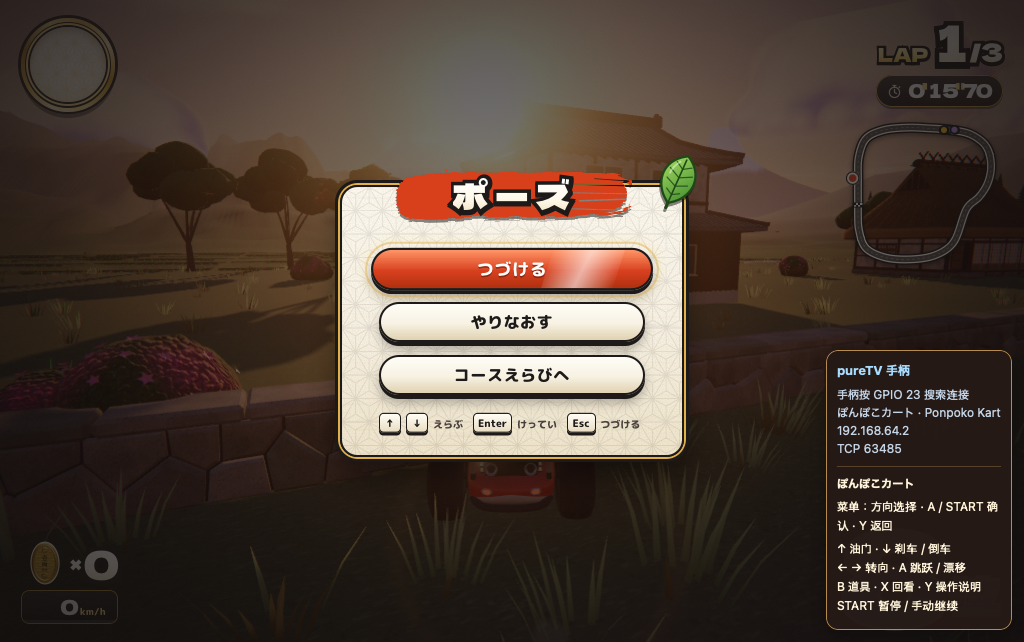 LAP 1/3
0'15"70
ポーズ
つづける
やりなおす
コースえらびへ
↑ ↓ えらぶ Enter けってい Esc つづける
×0
0 km/h
pureTV 手柄
手柄按 GPIO 23 搜索连接
ぽんぽこカート · Ponpoko Kart
192.168.64.2
TCP 63485
ぽんぽこカート
菜单：方向选择 · A / START 确
认 · Y 返回
↑ 油门 · ↓ 刹车 / 倒车
← → 转向 · A 跳跃 / 漂移
B 道具 · X 回看 · Y 操作说明
START 暂停 / 手动继续